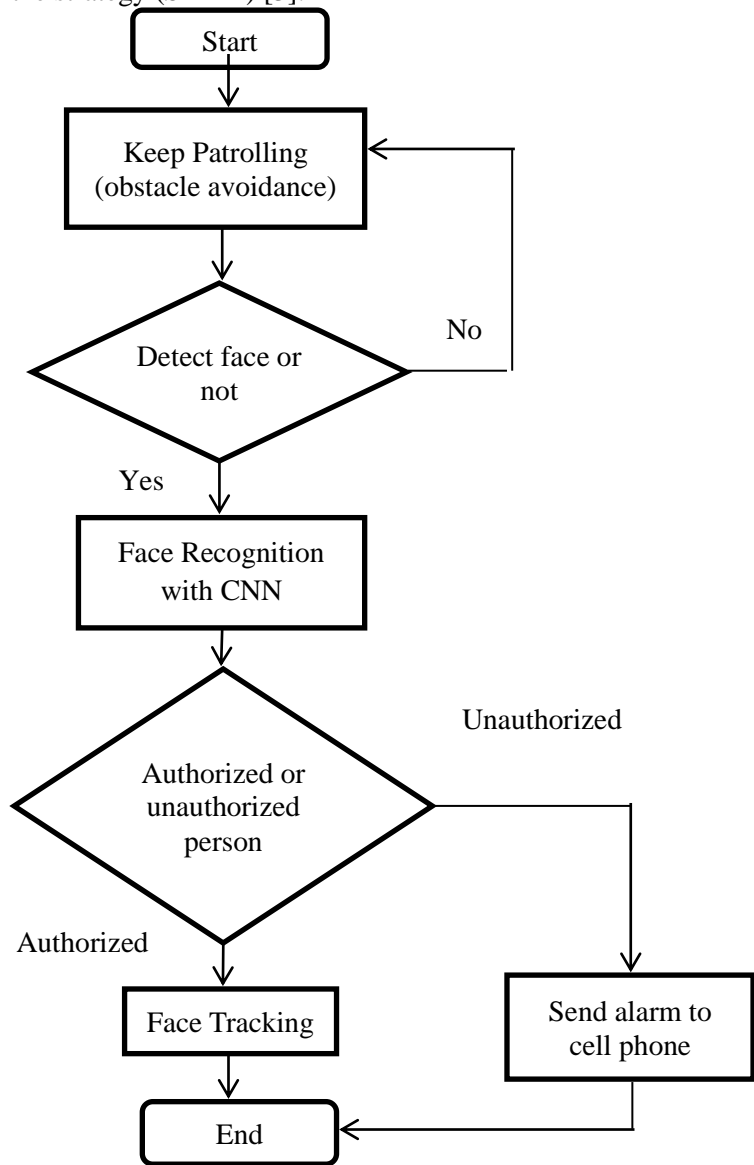 Start
Keep Patrolling
(obstacle avoidance)
No
Detect face or
not
Yes
Face Recognition
with CNN
Unauthorized
Authorized or
unauthorized
person
Authorized
Face Tracking
Send alarm to
cell phone
End